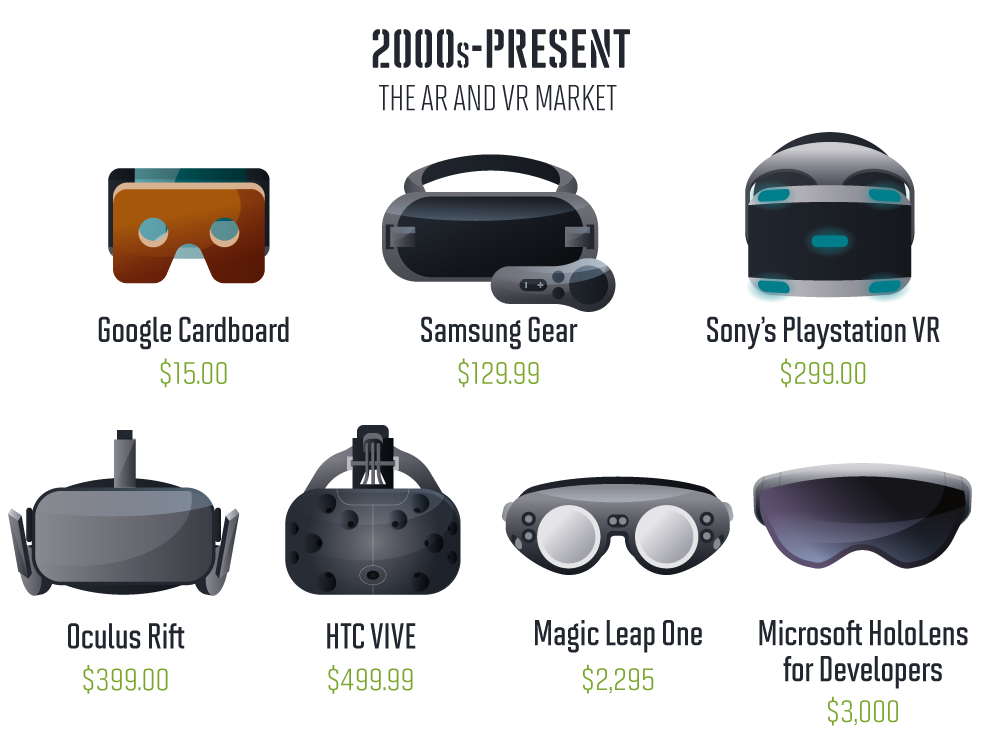 2000s-PRESENT
THE AR AND VR MARKET
Google Cardboard
$15.00
Samsung Gear
$129.99
Sony's Playstation VR
$299.00
Oculus Rift
$399.00
HTC VIVE
$499.99
Magic Leap One
$2,295
Microsoft HoloLens
for Developers
$3,000